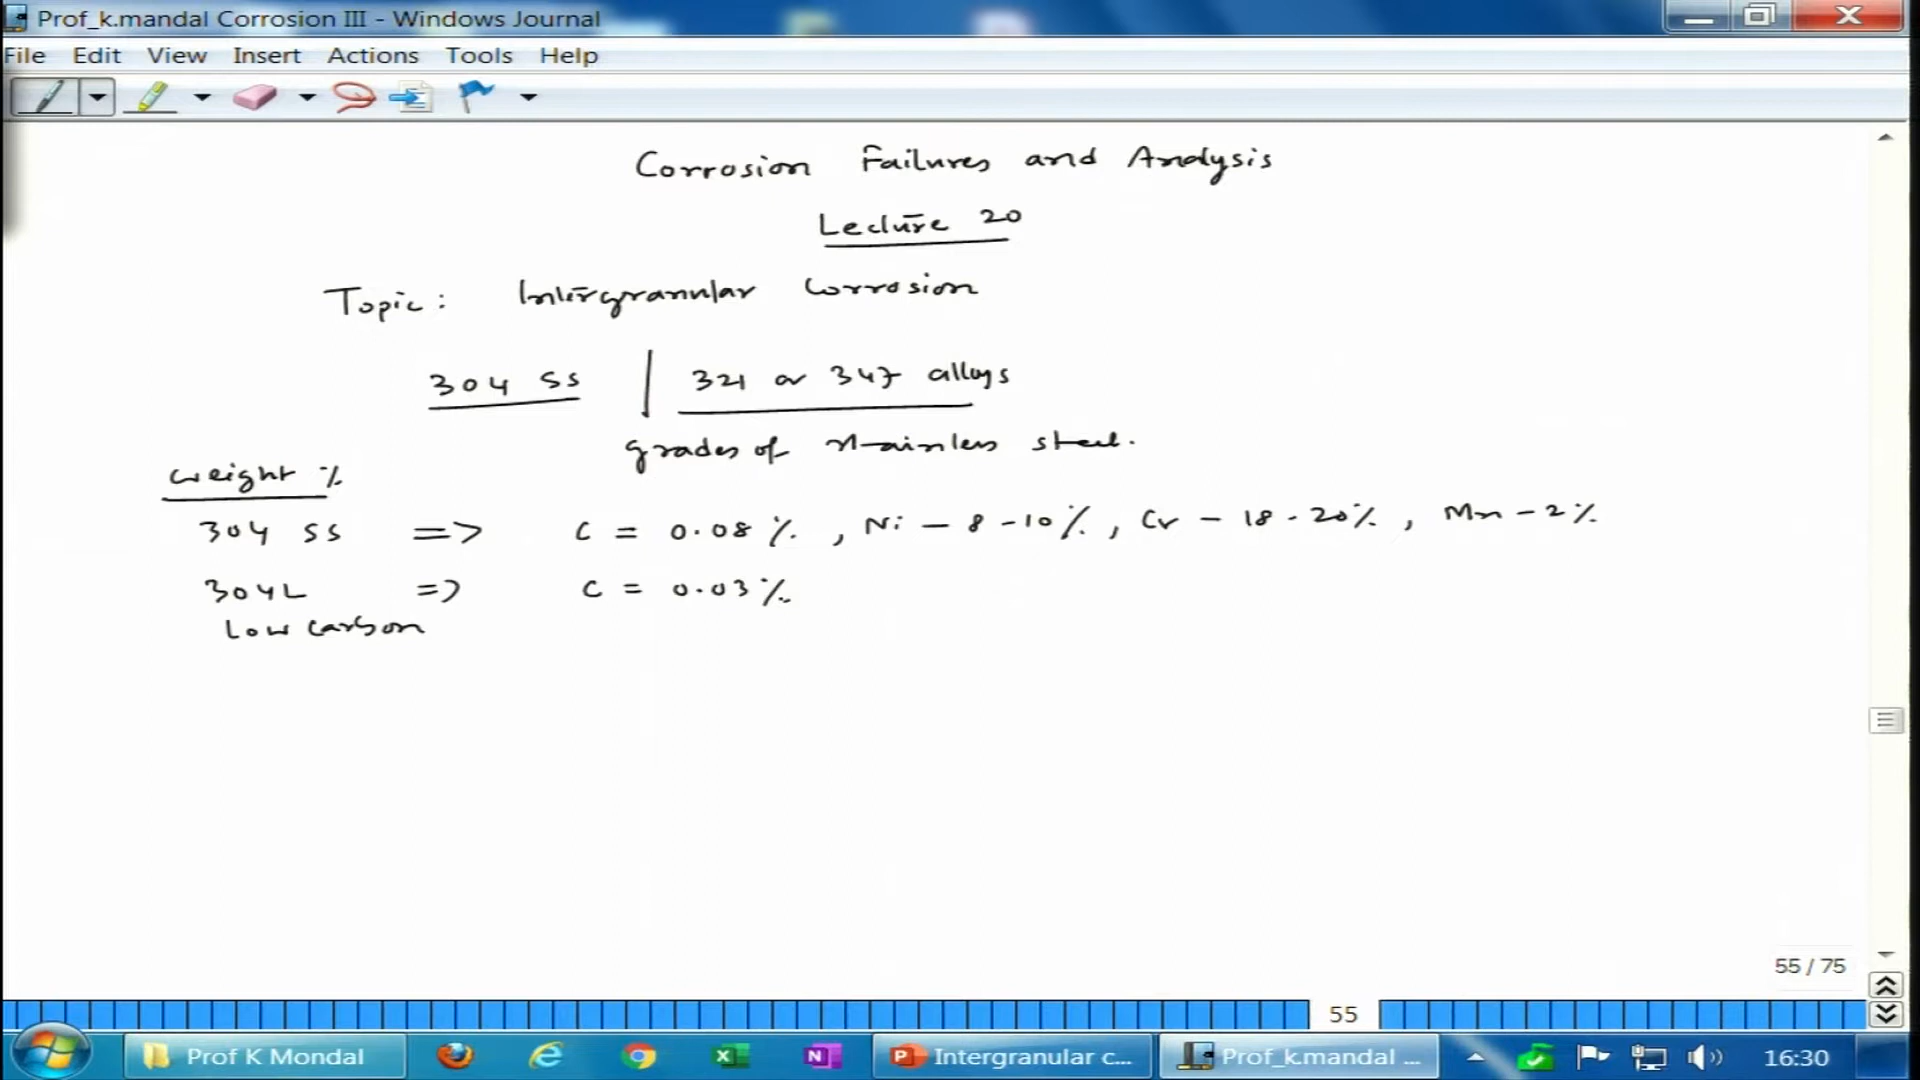 Prof_k.mandal Corrosion III - Windows Journal
File Edit View Insert Actions Tools Help
Corrosion Failures and Analysis
Lecture 20
Topic: Intergranular Corrosion
304 SS | 321 or 347 alloys
grades of stainless steel.
Weight %
304 SS => C = 0.08 %, Ni - 8-10%, Cr - 18-20%, Mn-2%
304L => C = 0.03%
Low carbon
55 / 75
55
Prof K Mondal
Intergranular c...
Prof_k.mandal ...
16:30